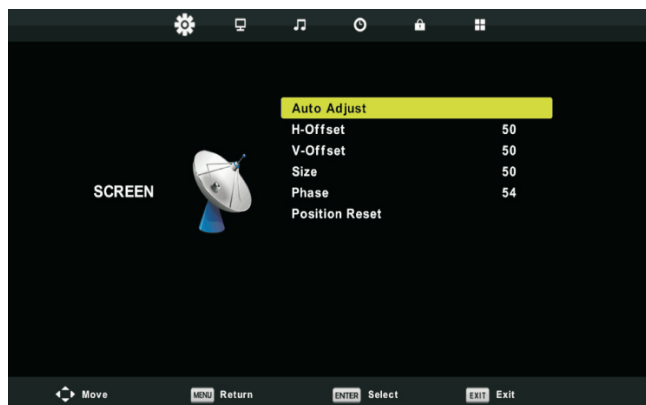 Auto Adjust
H-Offset 50
V-Offset 50
Size 50
SCREEN
Phase 54
Position Reset
Move MENU Return ENTER Select EXIT Exit